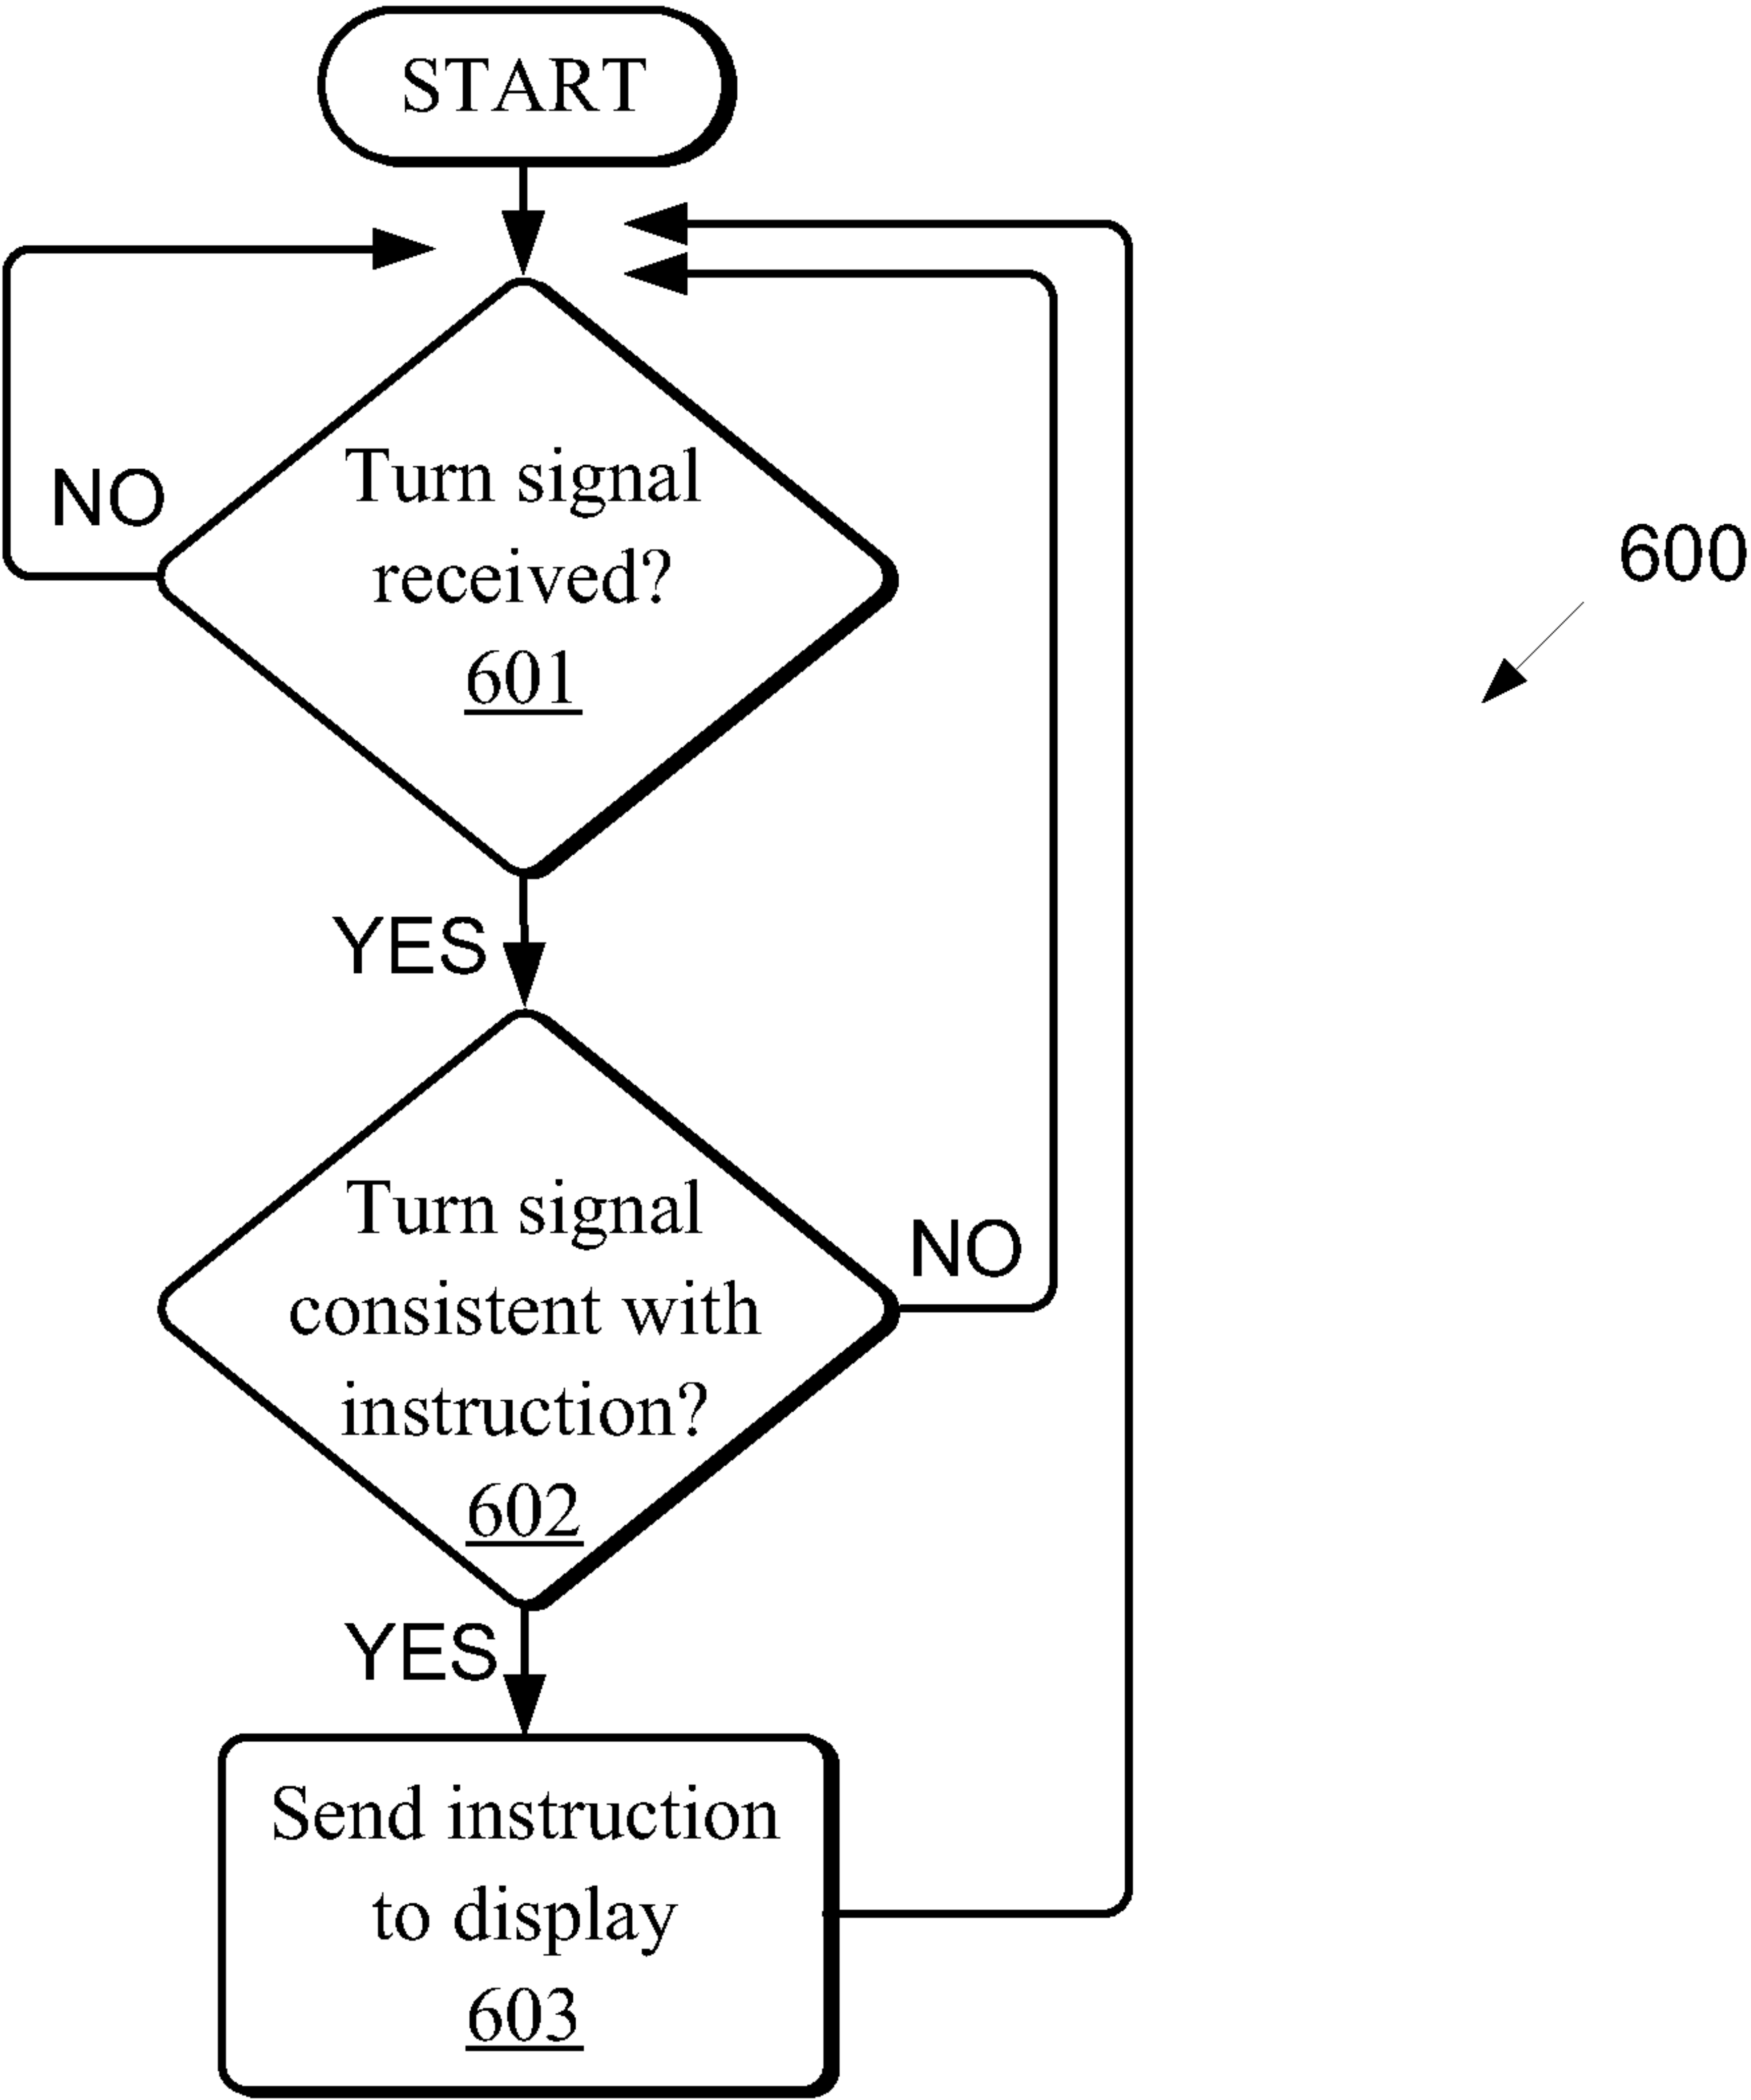 START
NO
Turn signal
received?
601
600
YES
Turn signal
consistent with
instruction?
602
NO
YES
Send instruction
to display
603